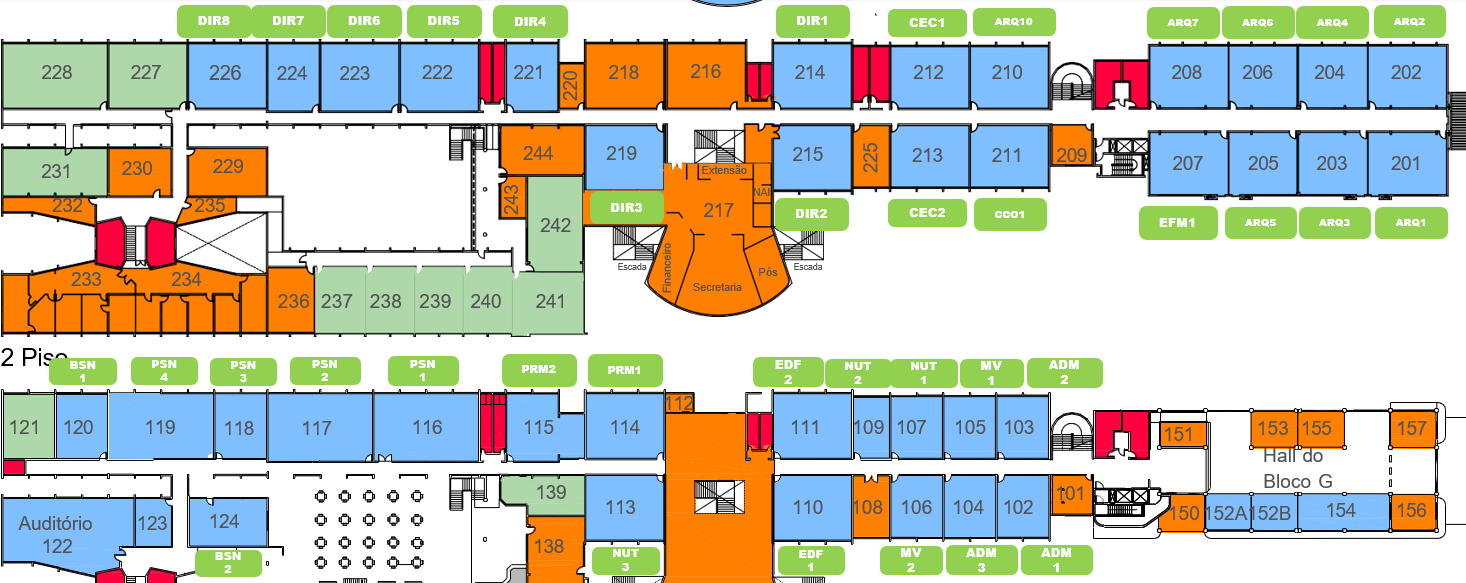 DIR8 DIR7 DIR6 DIR5 DIR4 DIR1 CEC1 ARQ10 ARQ7 ARQ6 ARQ4 ARQ2
228 227 226 224 223 222 221 220 218 216 214 212 210 208 206 204 202
231 230 229 244 219 215 225 213 211 209 207 205 203 201
Extensão
NAI
232 235 243 242 DIR3 217 DIR2 CEC2 CCO1 EFM1 ARQ5 ARQ3 ARQ1
Escada Financeiro Pós Escada
233 234 Secretaria
236 237 238 239 240 241
2 Piso
BSN 1
PSN 4
PSN 3
PSN 2
PSN 1
PRM2
PRM1
EDF 2
NUT 2
NUT 1
MV 1
ADM 2
112
121 120 119 118 117 116 115 114 111 109 107 105 103 151 153 155 157
Hall do
Bloco G
139 101
Auditório
122
123 124 113 110 108 106 104 102 150 152A 152B 154 156
138
BSN 2
NUT 3
EDF 1
MV 2
ADM 3
ADM 1